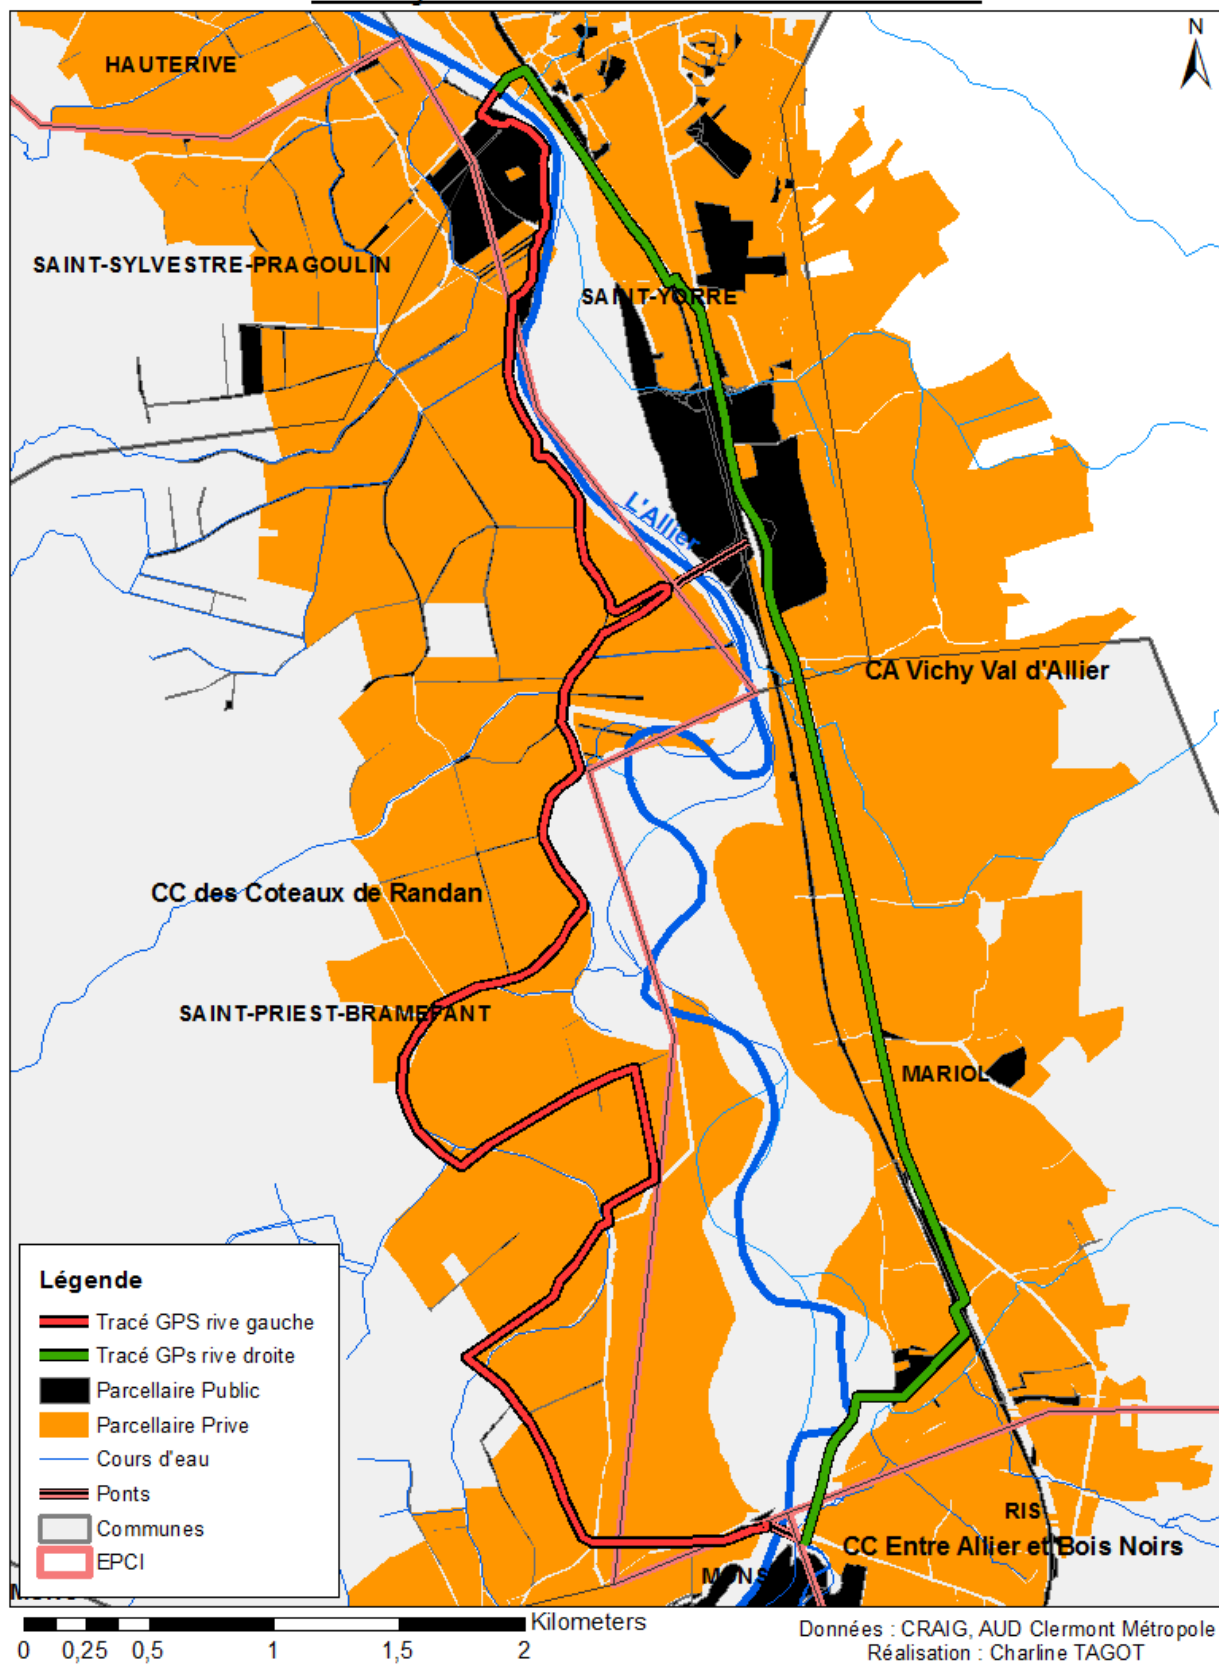 N
HAUTERIVE
SAINT-SYLVESTRE-PRAGOULIN
SAINT-YORRE
L'Allier
CA Vichy Val d'Allier
CC des Coteaux de Randan
SAINT-PRIEST-BRAMEFANT
MARIOL
Légende
Tracé GPS rive gauche
Tracé GPs rive droite
Parcellaire Public
Parcellaire Prive
Cours d'eau
Ponts
Communes
EPCI
RIS
CC Entre Allier et Bois Noirs
MONS
Kilometers
0 0,25 0,5 1 1,5 2
Données : CRAIG, AUD Clermont Métropole
Réalisation : Charline TAGOT